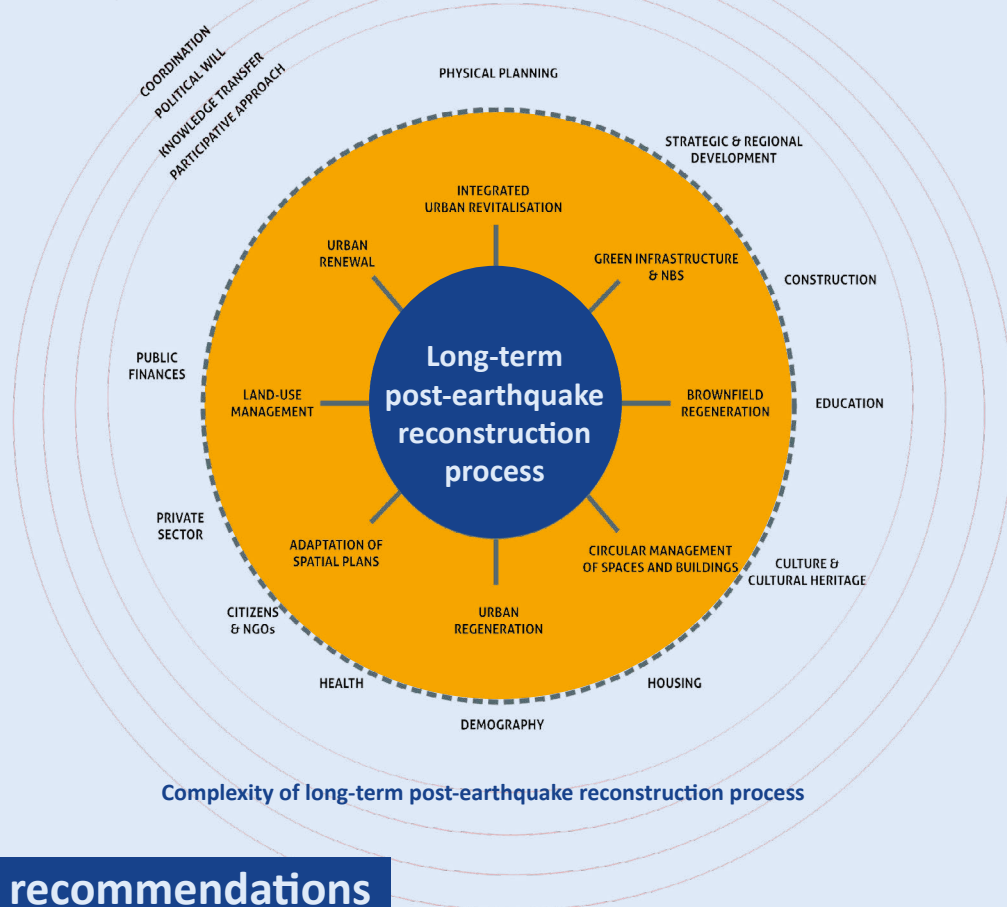 COORDINATION
POLITICAL WILL
KNOWLEDGE TRANSFER
PARTICIPATIVE APPROACH
PHYSICAL PLANNING
STRATEGIC & REGIONAL
DEVELOPMENT
CONSTRUCTION
EDUCATION
CULTURE &
CULTURAL HERITAGE
HOUSING
DEMOGRAPHY
HEALTH
CITIZENS
& NGOs
PRIVATE
SECTOR
PUBLIC
FINANCES
INTEGRATED
URBAN REVITALISATION
GREEN INFRASTRUCTURE
& NBS
BROWNFIELD
REGENERATION
CIRCULAR MANAGEMENT
OF SPACES AND BUILDINGS
URBAN
REGENERATION
ADAPTATION OF
SPATIAL PLANS
LAND-USE
MANAGEMENT
URBAN
RENEWAL
Long-term
post-earthquake
reconstruction
process
Complexity of long-term post-earthquake reconstruction process
recommendations